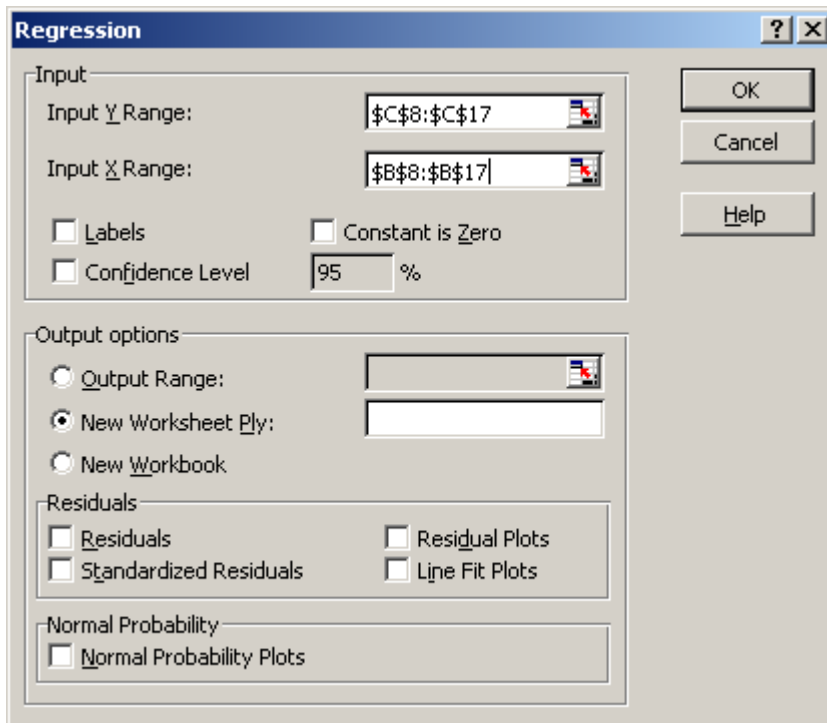 Regression
Input
Input Y Range: $C$8:$C$17
Input X Range: $B$8:$B$17
Labels Constant is Zero
Confidence Level 95 %
OK
Cancel
Help
Output options
Output Range:
New Worksheet Ply:
New Workbook
Residuals
Residuals Residual Plots
Standardized Residuals Line Fit Plots
Normal Probability
Normal Probability Plots